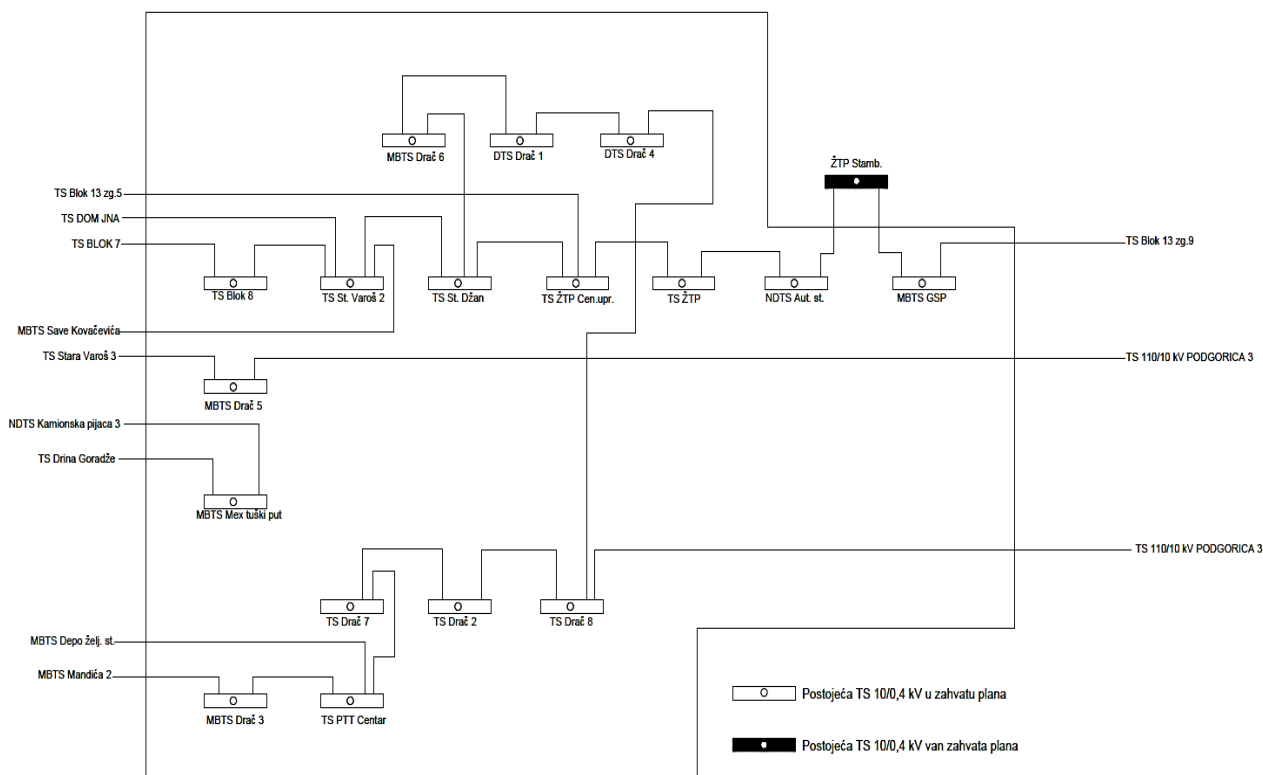 MBTS Drač 6
DTS Drač 1
DTS Drač 4
ŽTP Stamb.
TS Blok 13 zg.5
TS DOM JNA
TS BLOK 7
TS Blok 13 zg.9
TS Blok 8
TS St. Varoš 2
TS St. Džan
TS ŽTP Cen.upr.
TS ŽTP
NDTS Aut. st.
MBTS GSP
MBTS Save Kovačevića
TS Stara Varoš 3
TS 110/10 kV PODGORICA 3
MBTS Drač 5
NDTS Kamionska pijaca 3
TS Drina Goradže
MBTS Mex tuški put
TS 110/10 kV PODGORICA 3
TS Drač 7
TS Drač 2
TS Drač 8
MBTS Depo želj. st.
MBTS Mandića 2
MBTS Drač 3
TS PTT Centar
Postojeća TS 10/0,4 kV u zahvatu plana
Postojeća TS 10/0,4 kV van zahvata plana